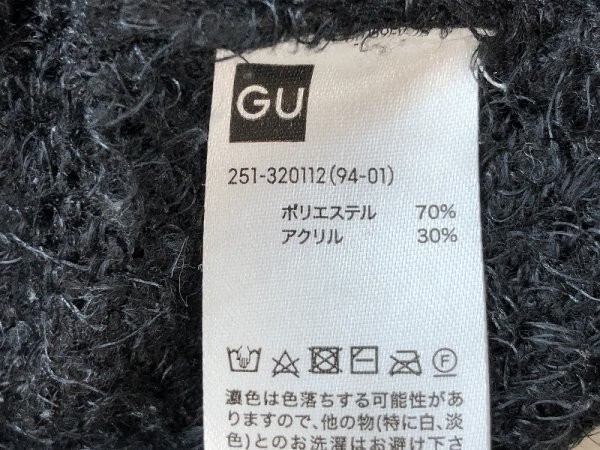 GU
251-320112(94-01)
ポリエステル 70%
アクリル 30%
濃色は色落ちする可能性があ
りますので、他の物(特に白、淡
色)とのお洗濯はお避け下さ